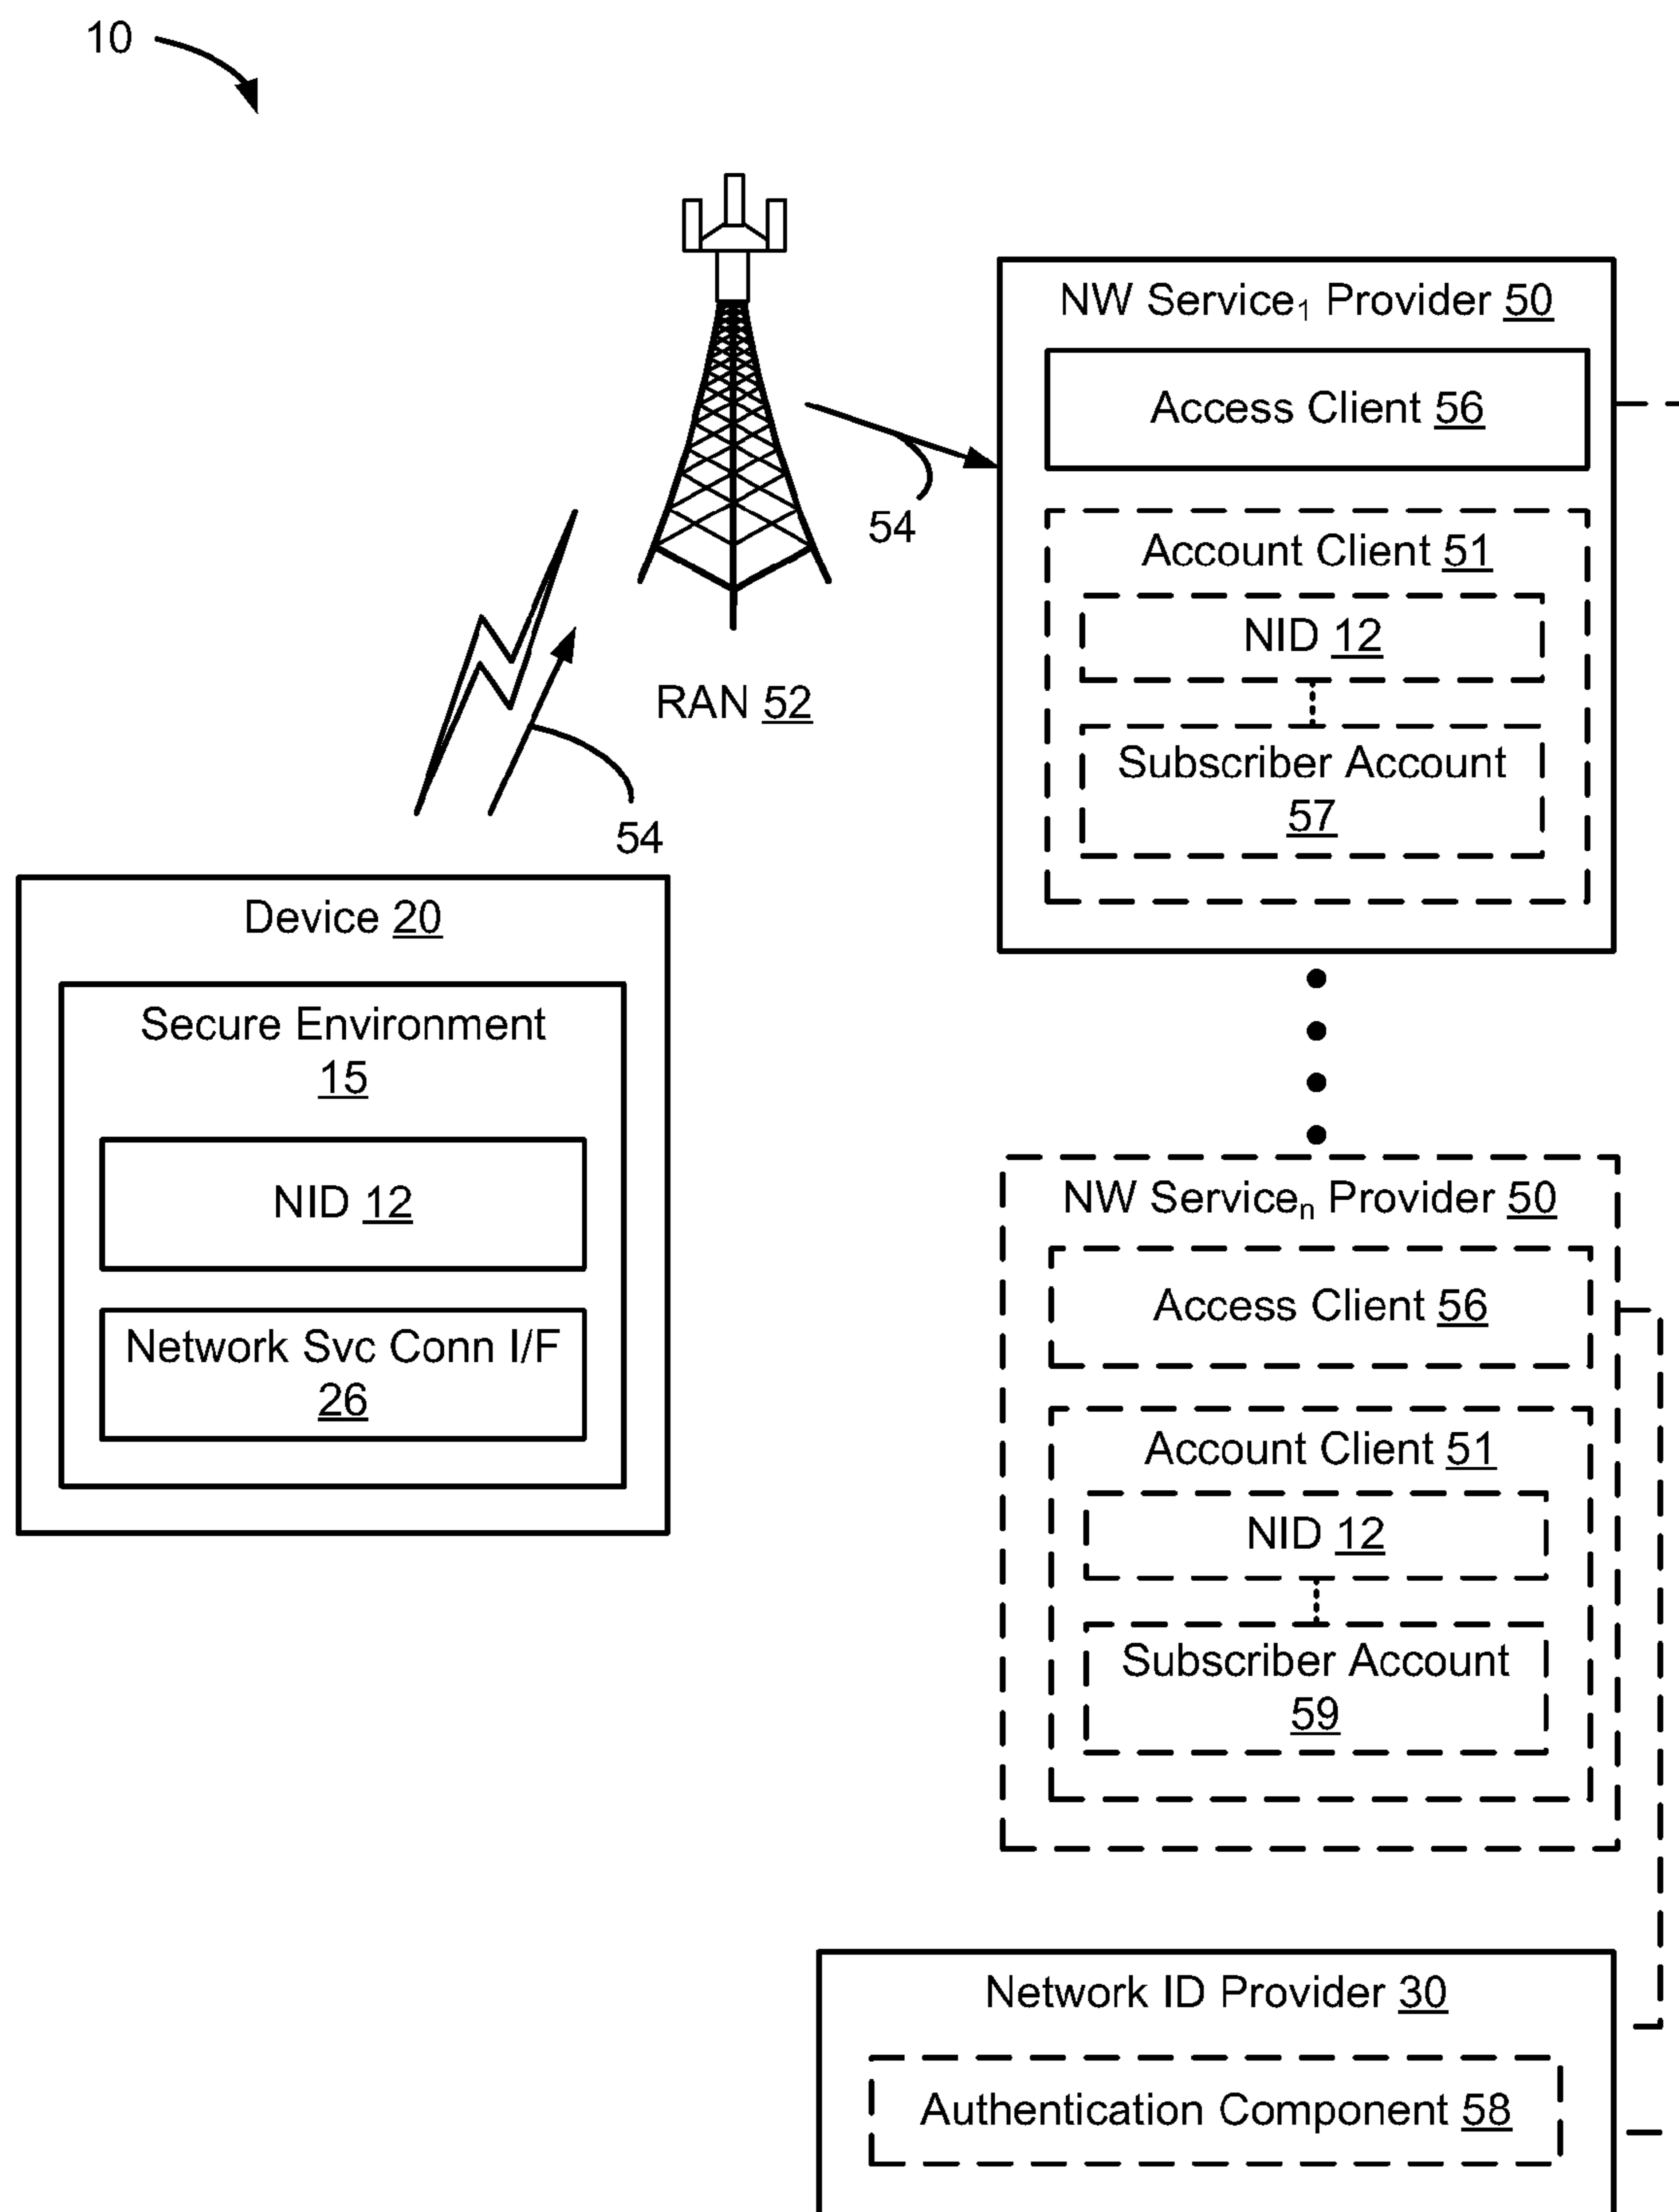 10
NW Service₁ Provider 50
Access Client 56
54
Account Client 51
NID 12
RAN 52
Subscriber Account
57
54
Device 20
Secure Environment
15
NID 12
Network Svc Conn I/F
26
NW Serviceₙ Provider 50
Access Client 56
Account Client 51
NID 12
Subscriber Account
59
Network ID Provider 30
Authentication Component 58